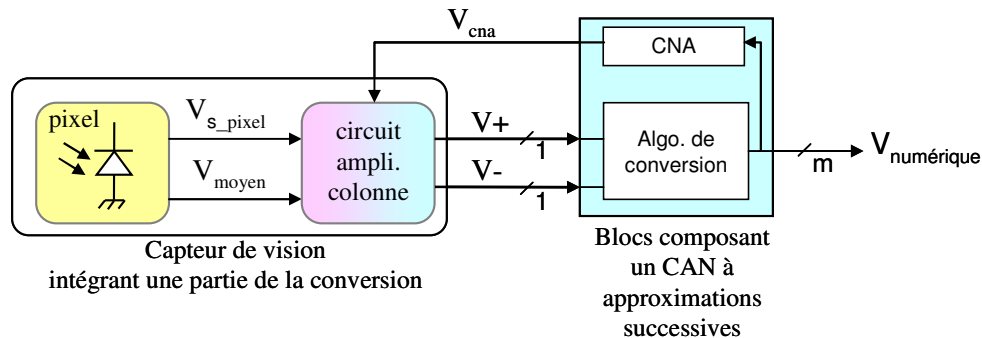 V_cna
CNA
pixel
V_s_pixel
V_moyen
circuit
ampli.
colonne
V+
1
V-
1
Algo. de
conversion
m
V_numérique
Capteur de vision
intégrant une partie de la conversion
Blocs composant
un CAN à
approximations
successives